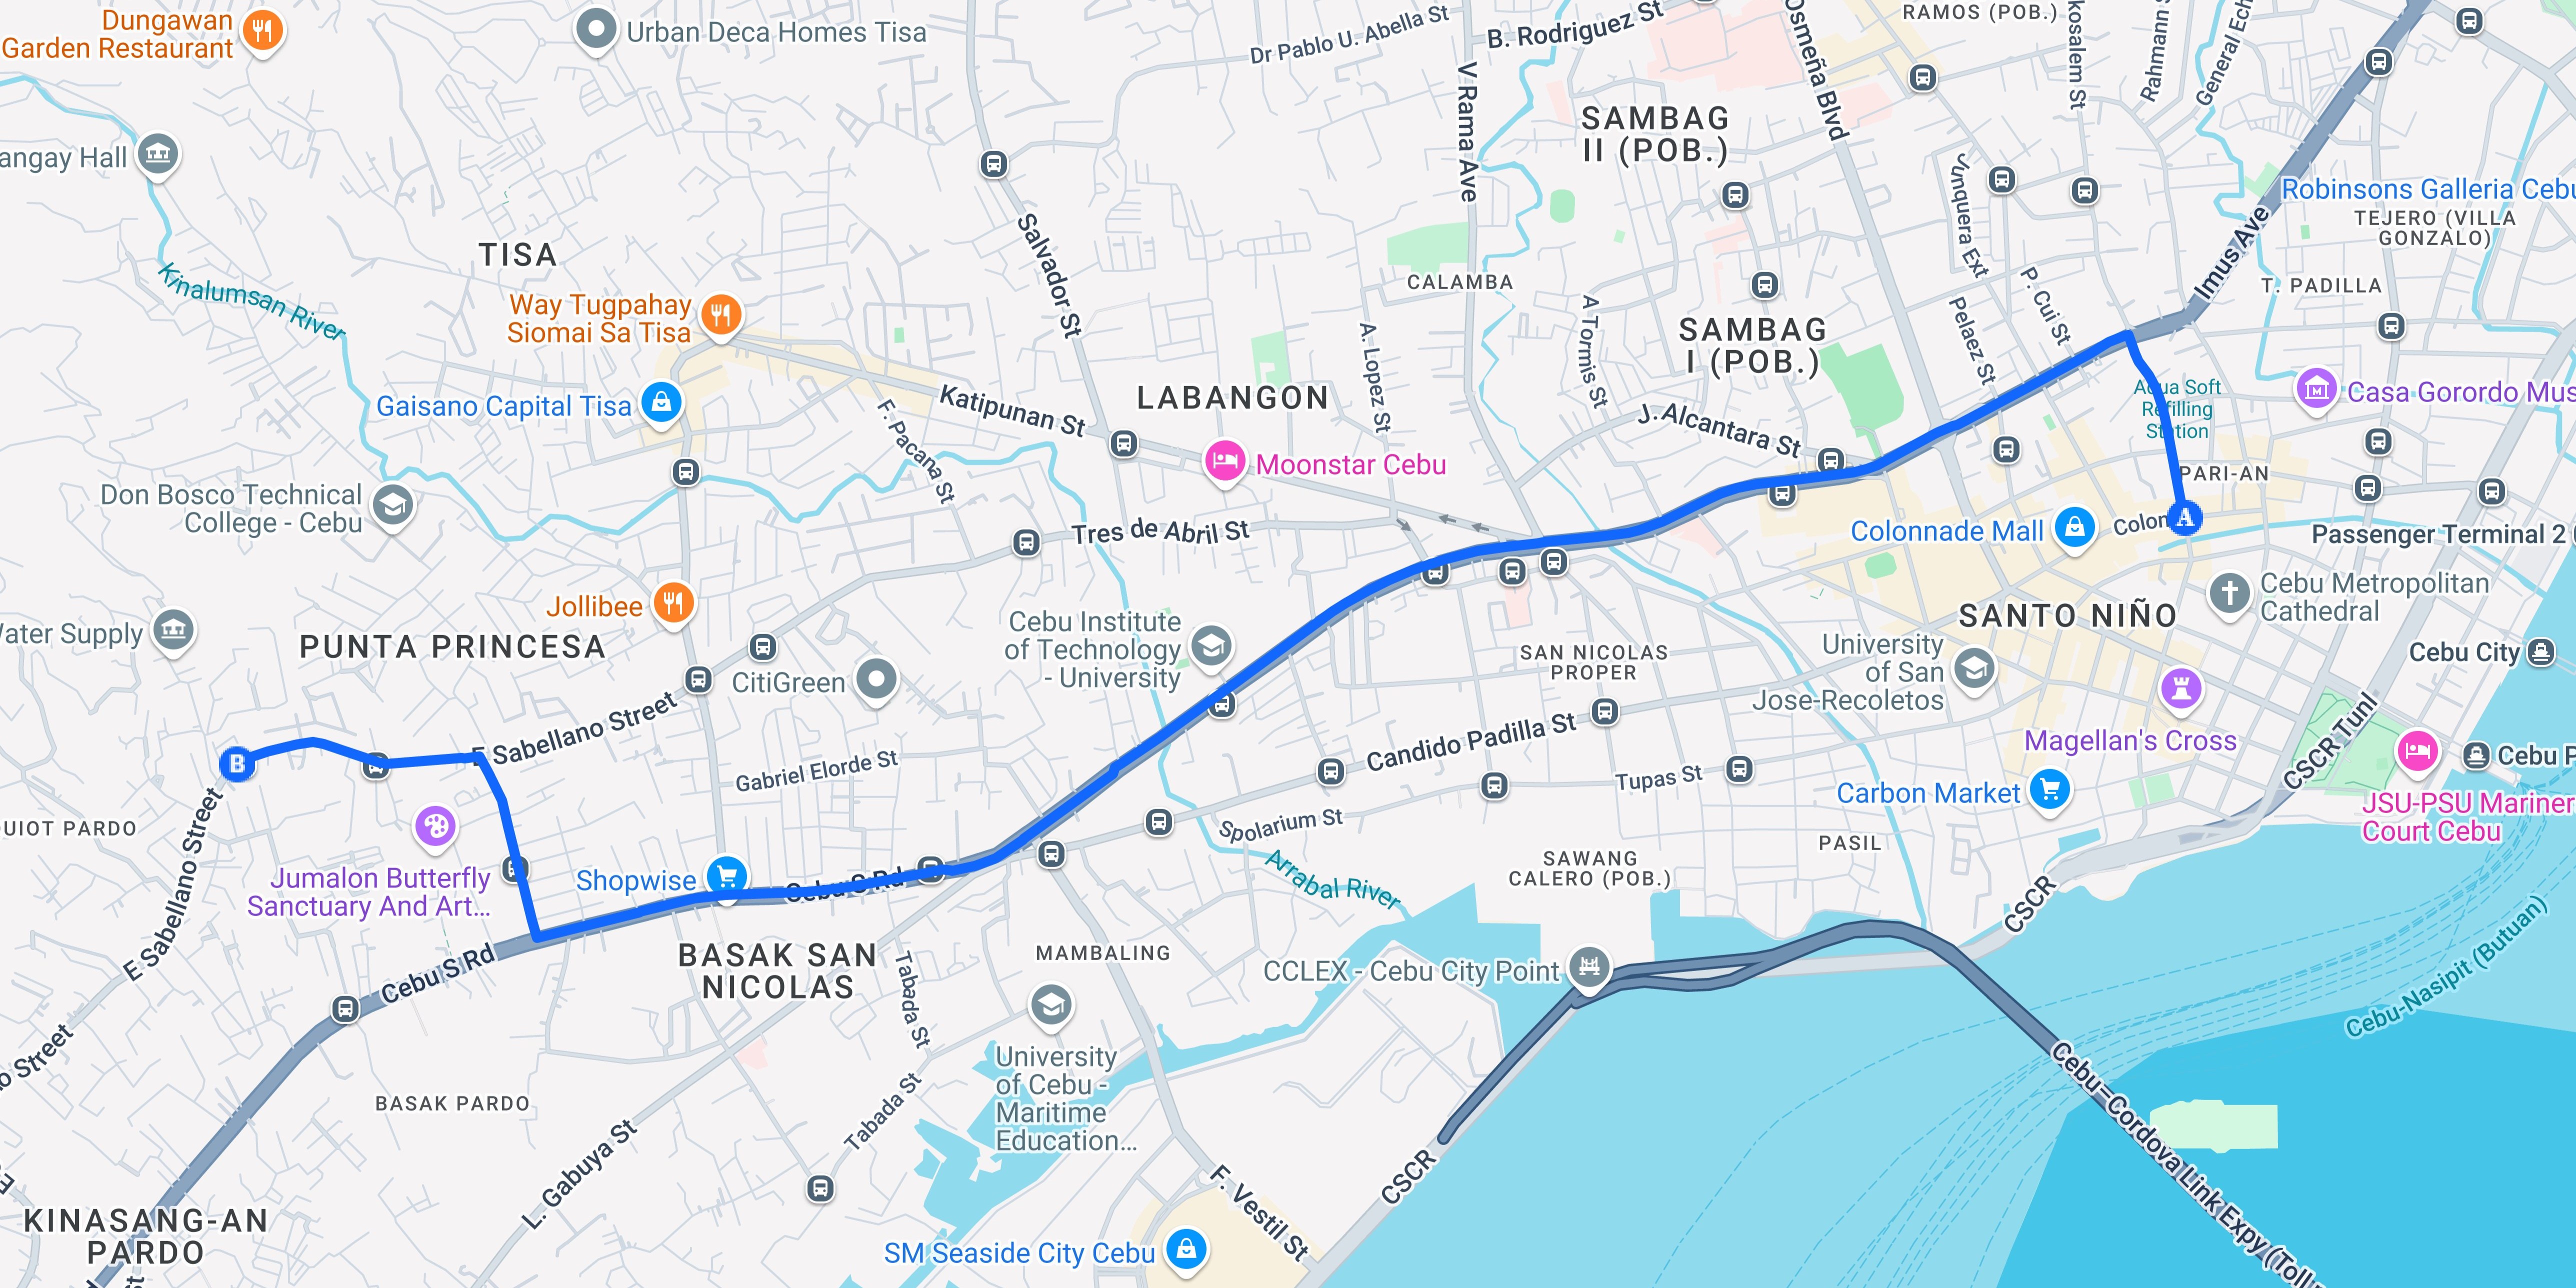 Dungawan
Garden Restaurant
Urban Deca Homes Tisa
Dr Pablo U. Abella St
B. Rodriguez St
Osmeña Blvd
RAMOS (POB.)
kosalem St
Rahmann S
General Ech
angay Hall
V Rama Ave
SAMBAG
II (POB.)
Junquera Ext
Robinsons Galleria Cebu
TEJERO (VILLA
GONZALO)
Imus Ave
T. PADILLA
TISA
Salvador St
CALAMBA
Kinalumsan River
Way Tugpahay
Siomai Sa Tisa
A. Lopez St
A Tormis St
SAMBAG
I (POB.)
Pelaez St
P. Cui St
Gaisano Capital Tisa
Katipunan St
LABANGON
J. Alcantara St
Aqua Soft
Refilling
Station
Casa Gorordo Mus
F. Pacana St
Moonstar Cebu
PARI-AN
Don Bosco Technical
College - Cebu
Tres de Abril St
Colonnade Mall
Colon
A
Passenger Terminal 2
Jollibee
Cebu Metropolitan
Cathedral
Water Supply
PUNTA PRINCESA
CitiGreen
Cebu Institute
of Technology
- University
SAN NICOLAS
PROPER
SANTO NIÑO
University
of San
Jose-Recoletos
Cebu City
B
E Sabellano Street
Gabriel Elorde St
Candido Padilla St
Tupas St
Magellan's Cross
CSCR Tunl
Cebu P
UIOT PARDO
Jumalon Butterfly
Sanctuary And Art...
Shopwise
Cebu S Rd
Spolarium St
Arrabal River
SAWANG
CALERO (POB.)
PASIL
Carbon Market
JSU-PSU Mariner
Court Cebu
E Sabellano Street
Cebu S Rd
BASAK SAN
NICOLAS
Tabada St
MAMBALING
CCLEX - Cebu City Point
CSCR
Cebu-Nasipit (Butuan)
o Street
BASAK PARDO
University
of Cebu -
Maritime
Education...
Tabada St
L. Gabuya St
F. Vestil St
CSCR
Cebu–Cordova Link Expy (Toll
KINASANG-AN
PARDO
SM Seaside City Cebu